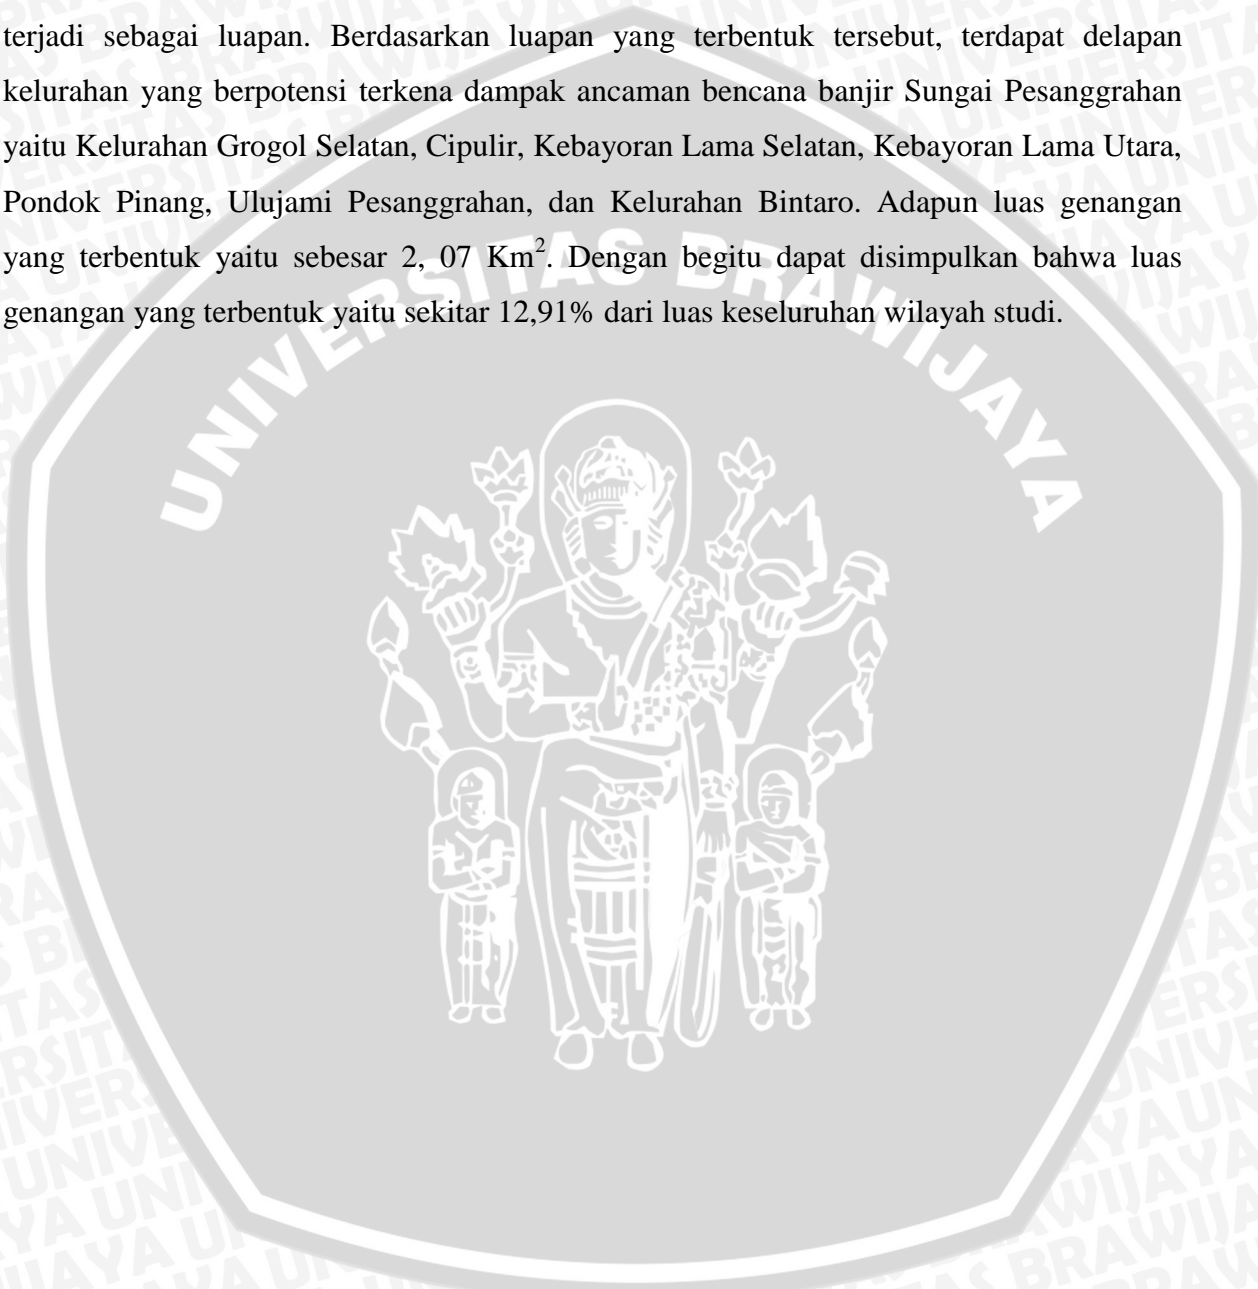 terjadi sebagai luapan. Berdasarkan luapan yang terbentuk tersebut, terdapat delapan
kelurahan yang berpotensi terkena dampak ancaman bencana banjir Sungai Pesanggrahan
yaitu Kelurahan Grogol Selatan, Cipulir, Kebayoran Lama Selatan, Kebayoran Lama Utara,
Pondok Pinang, Ulujami Pesanggrahan, dan Kelurahan Bintaro. Adapun luas genangan
yang terbentuk yaitu sebesar 2, 07 Km². Dengan begitu dapat disimpulkan bahwa luas
genangan yang terbentuk yaitu sekitar 12,91% dari luas keseluruhan wilayah studi.
UNIVERSITAS BRAWIJAYA